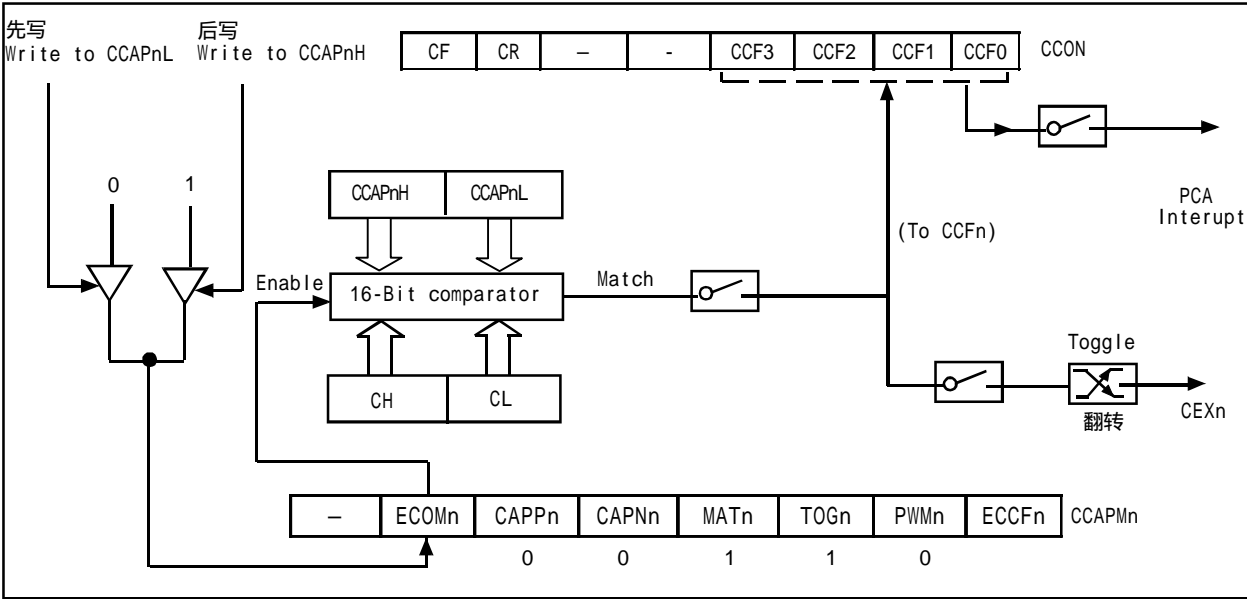 先写
Write to CCAPnL
后写
Write to CCAPnH
CF CR – - CCF3 CCF2 CCF1 CCF0 CCON
0 1
CCAPnH CCAPnL
PCA
Interupt
(To CCFn)
Enable
16-Bit comparator
Match
Toggle
CH CL
翻转
CEXn
– ECOMn CAPPn CAPNn MATn TOGn PWMn ECCFn CCAPMn
0 0 1 1 0